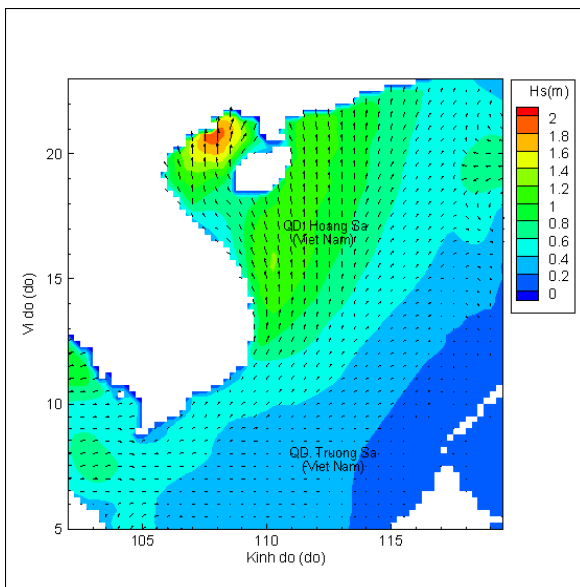 Hs(m)
2
1.8
1.6
1.4
1.2
1
0.8
0.6
0.4
0.2
0
20
15
10
5
Vi do (do)
QD. Hoang Sa
(Viet Nam)
QD. Truong Sa
(Viet Nam)
105
110
115
Kinh do (do)